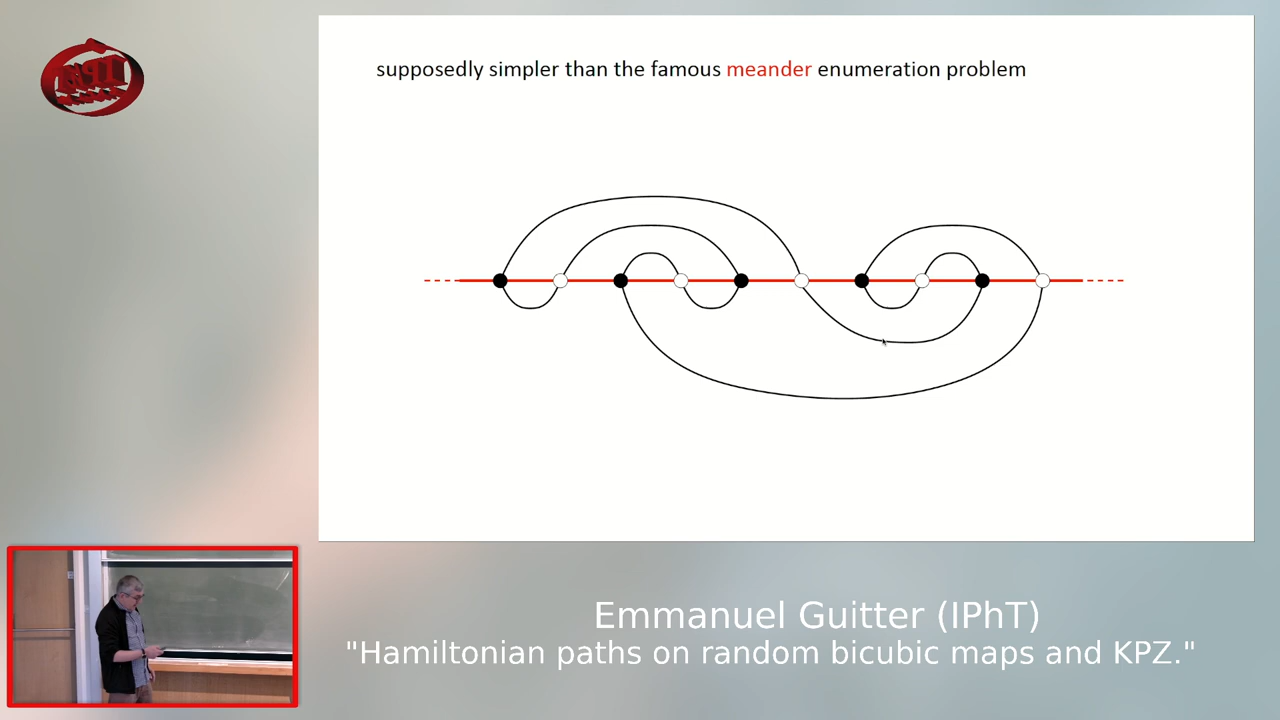 supposedly simpler than the famous meander enumeration problem
Emmanuel Guitter (IPhT)
"Hamiltonian paths on random bicubic maps and KPZ."